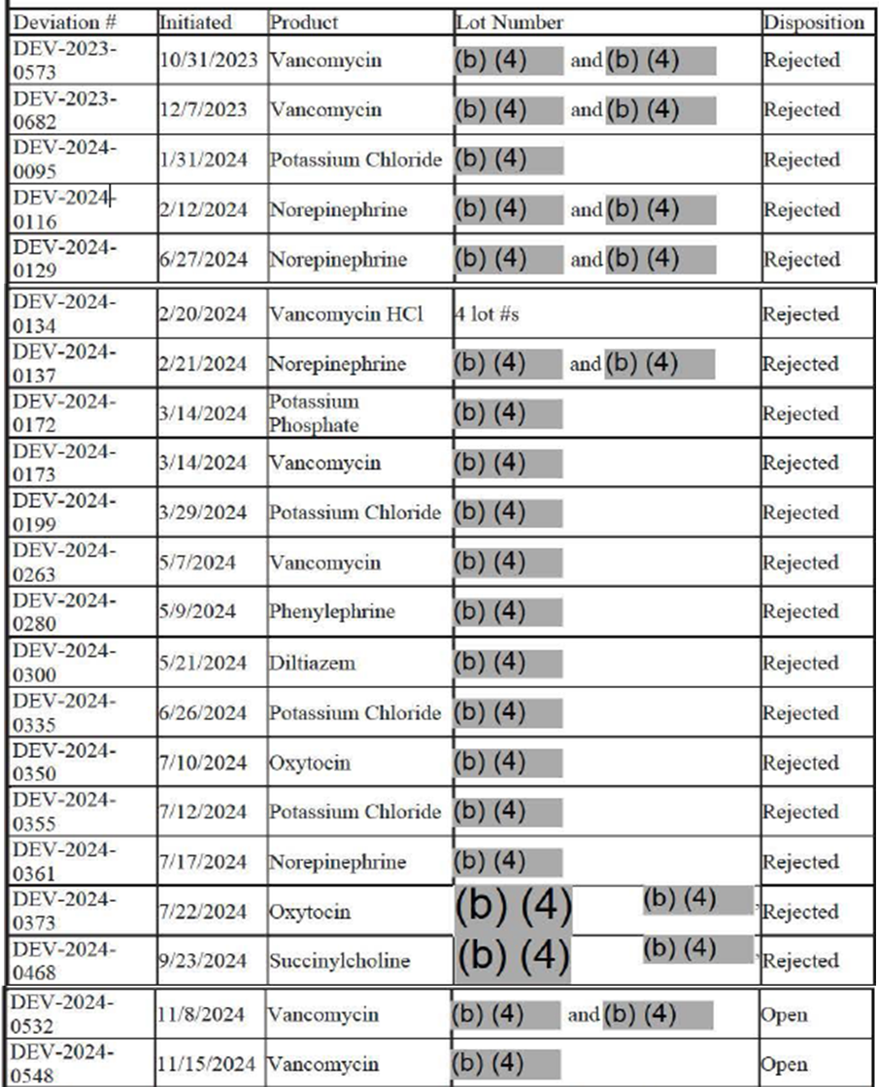 Deviation # Initiated Product Lot Number Disposition
DEV-2023-
0573 10/31/2023 Vancomycin (b) (4) and (b) (4) Rejected
DEV-2023-
0682 12/7/2023 Vancomycin (b) (4) and (b) (4) Rejected
DEV-2024-
0095 1/31/2024 Potassium Chloride (b) (4) Rejected
DEV-2024-
0116 2/12/2024 Norepinephrine (b) (4) and (b) (4) Rejected
DEV-2024-
0129 6/27/2024 Norepinephrine (b) (4) and (b) (4) Rejected
DEV-2024-
0134 2/20/2024 Vancomycin HCl 4 lot #s Rejected
DEV-2024-
0137 2/21/2024 Norepinephrine (b) (4) and (b) (4) Rejected
DEV-2024- Potassium
0172 3/14/2024 Phosphate (b) (4) Rejected
DEV-2024-
0173 3/14/2024 Vancomycin (b) (4) Rejected
DEV-2024-
0199 3/29/2024 Potassium Chloride (b) (4) Rejected
DEV-2024-
0263 5/7/2024 Vancomycin (b) (4) Rejected
DEV-2024-
0280 5/9/2024 Phenylephrine (b) (4) Rejected
DEV-2024-
0300 5/21/2024 Diltiazem (b) (4) Rejected
DEV-2024-
0335 6/26/2024 Potassium Chloride (b) (4) Rejected
DEV-2024-
0350 7/10/2024 Oxytocin (b) (4) Rejected
DEV-2024-
0355 7/12/2024 Potassium Chloride (b) (4) Rejected
DEV-2024-
0361 7/17/2024 Norepinephrine (b) (4) Rejected
DEV-2024-
0373 7/22/2024 Oxytocin (b) (4) (b) (4) , Rejected
DEV-2024-
0468 9/23/2024 Succinylcholine (b) (4) (b) (4) , Rejected
DEV-2024-
0532 11/8/2024 Vancomycin (b) (4) and (b) (4) Open
DEV-2024-
0548 11/15/2024 Vancomycin (b) (4) Open